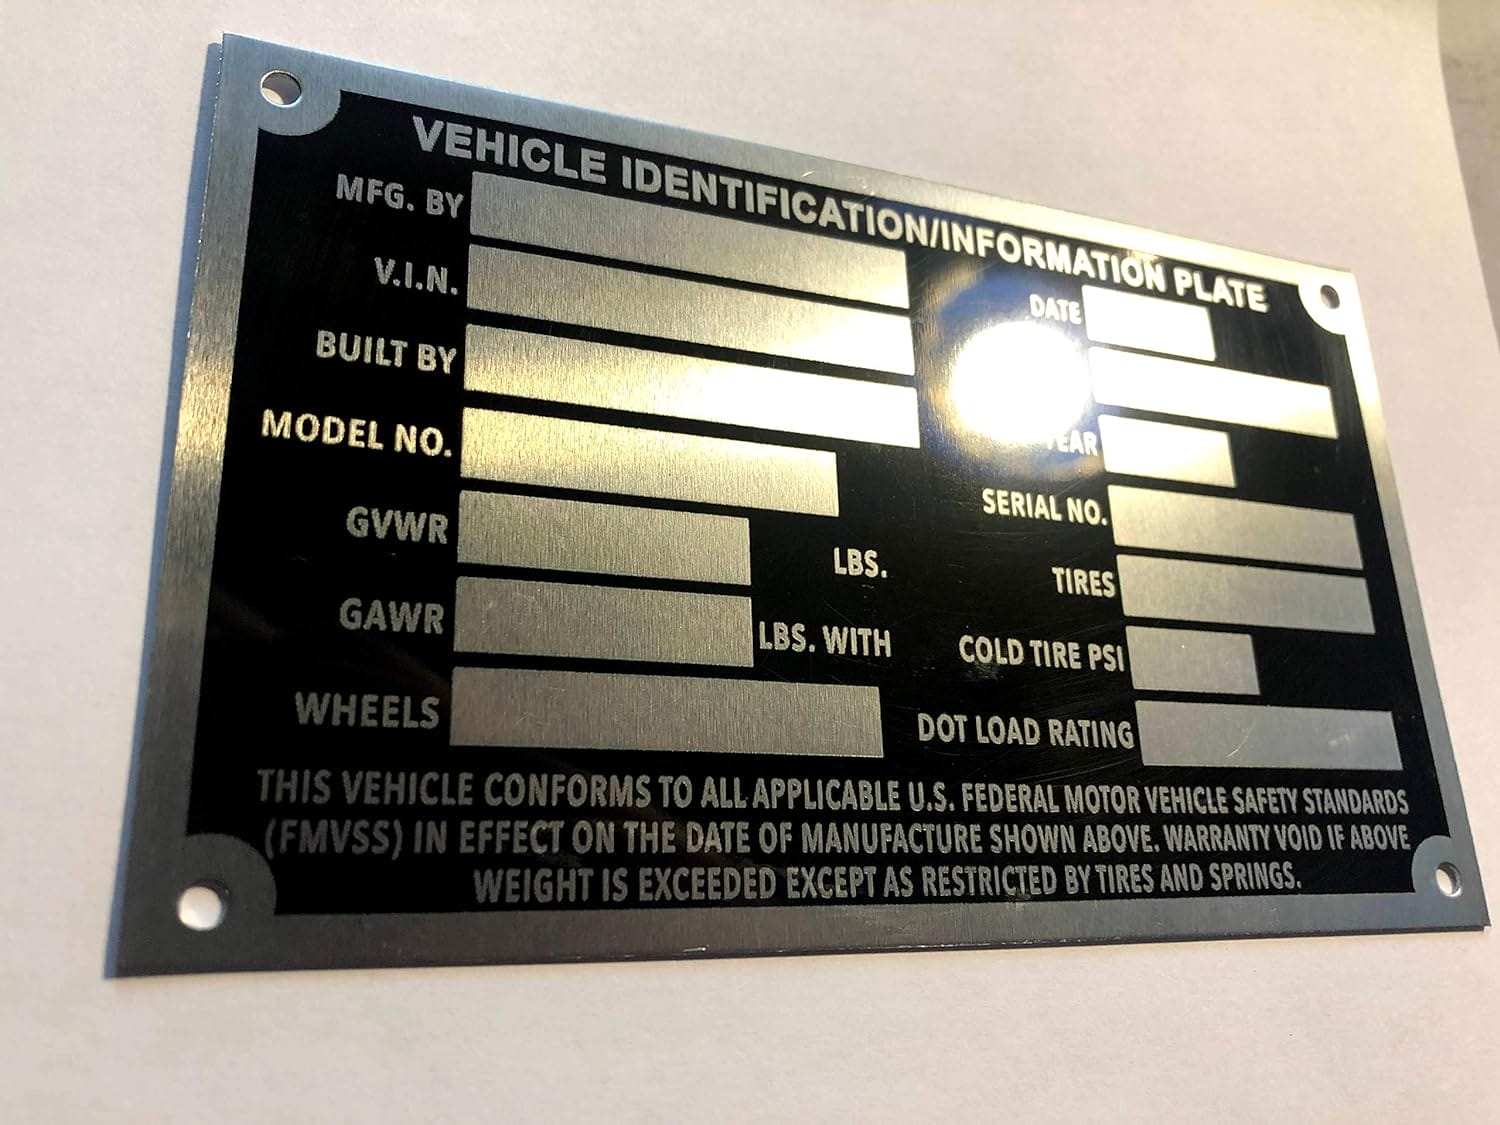 VEHICLE IDENTIFICATION/INFORMATION PLATE
MFG. BY
V.I.N.
BUILT BY
MODEL NO.
GVWR LBS.
GAWR LBS. WITH
WHEELS
DATE
YEAR
SERIAL NO.
TIRES
COLD TIRE PSI
DOT LOAD RATING
THIS VEHICLE CONFORMS TO ALL APPLICABLE U.S. FEDERAL MOTOR VEHICLE SAFETY STANDARDS
(FMVSS) IN EFFECT ON THE DATE OF MANUFACTURE SHOWN ABOVE. WARRANTY VOID IF ABOVE
WEIGHT IS EXCEEDED EXCEPT AS RESTRICTED BY TIRES AND SPRINGS.